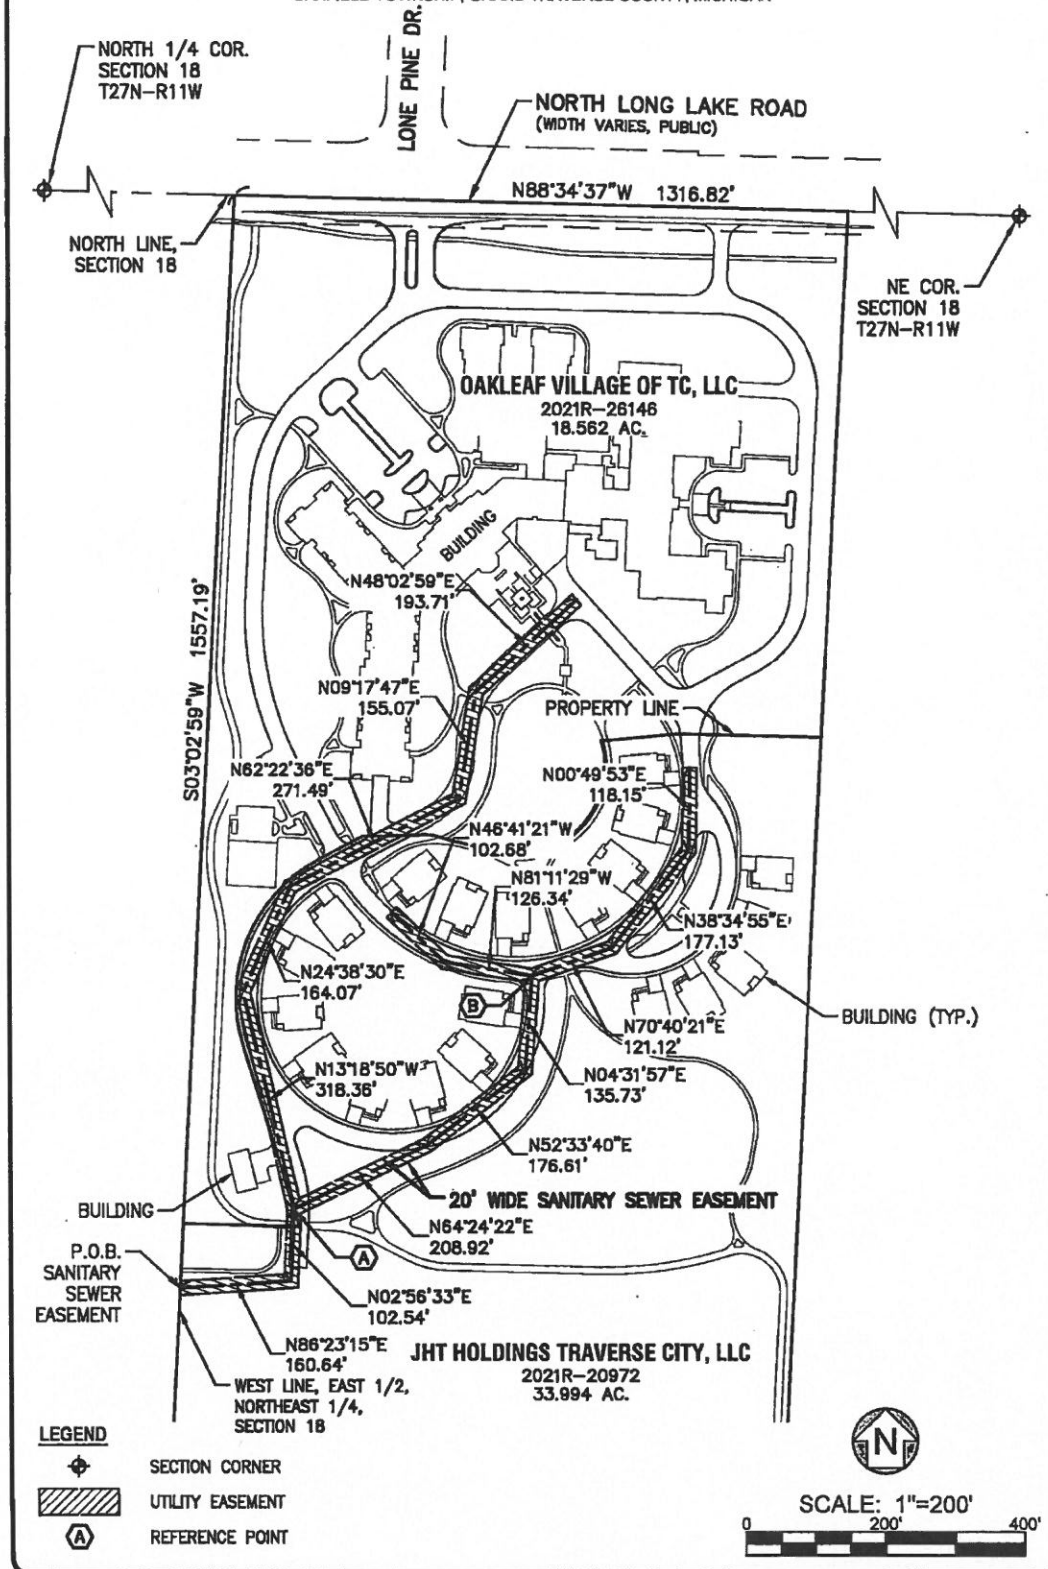 LONE PINE DR.
NORTH 1/4 COR.
SECTION 18
T27N-R11W
NORTH LONG LAKE ROAD
(WIDTH VARIES, PUBLIC)
N88°34'37"W 1316.82'
NORTH LINE,
SECTION 18
NE COR.
SECTION 18
T27N-R11W
OAKLEAF VILLAGE OF TC, LLC
2021R-26146
18.562 AC.
BUILDING
N48°02'59"E
193.71'
S03°02'59"W 1557.19'
N09°17'47"E
155.07'
PROPERTY LINE
N62°22'36"E
271.49'
N00°49'53"E
118.15'
N46°41'21"W
102.68'
N81°11'29"W
126.34'
N38°34'55"E
177.13'
N24°38'30"E
164.07'
B
BUILDING (TYP.)
N70°40'21"E
121.12'
N13°18'50"W
318.36'
N04°31'57"E
135.73'
N52°33'40"E
176.61'
20' WIDE SANITARY SEWER EASEMENT
BUILDING
N64°24'22"E
208.92'
P.O.B.
SANITARY
SEWER
EASEMENT
A
N02°56'33"E
102.54'
N86°23'15"E
160.64'
JHT HOLDINGS TRAVERSE CITY, LLC
2021R-20972
33.994 AC.
WEST LINE, EAST 1/2,
NORTHEAST 1/4,
SECTION 18
LEGEND
SECTION CORNER
UTILITY EASEMENT
A REFERENCE POINT
N
SCALE: 1"=200'
0 200' 400'